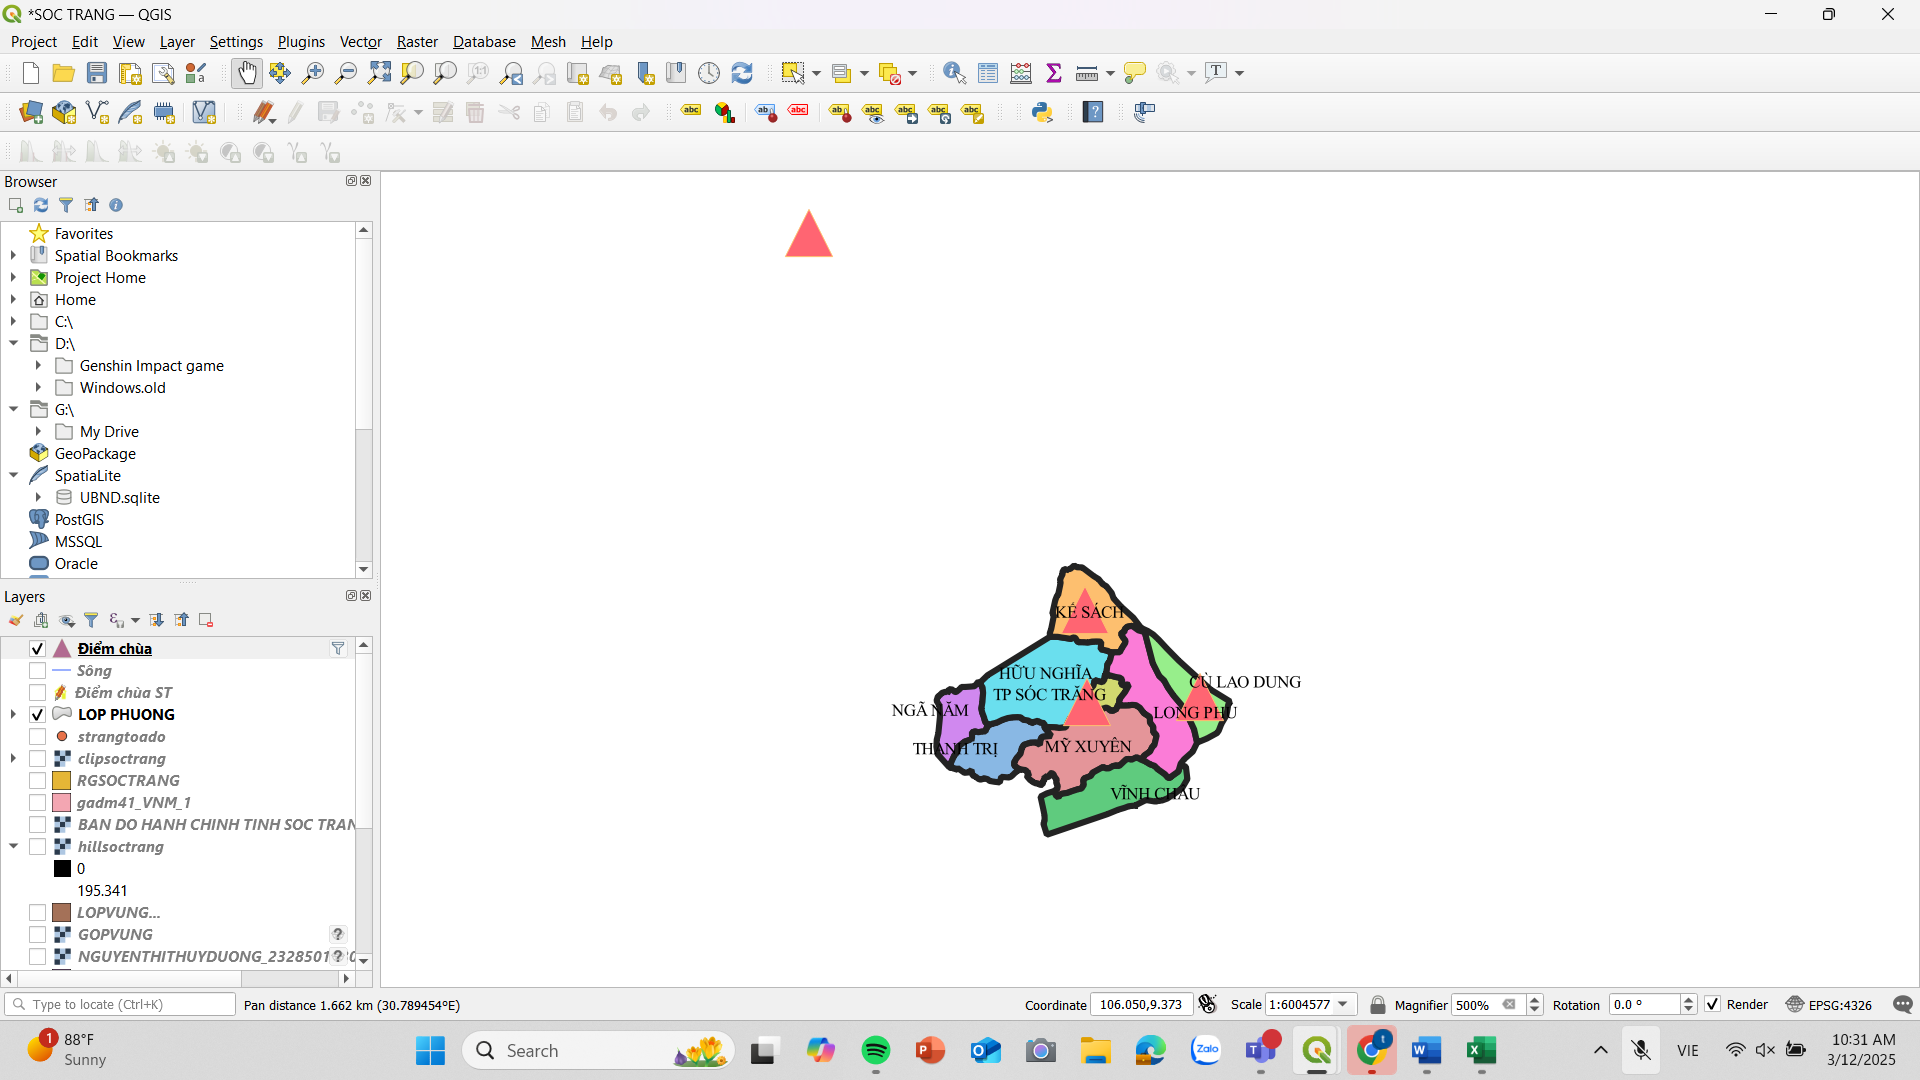 *SOC TRANG — QGIS
Project Edit View Layer Settings Plugins Vector Raster Database Mesh Help
Browser
Favorites
Spatial Bookmarks
Project Home
Home
C:\
D:\
Genshin Impact game
Windows.old
G:\
My Drive
GeoPackage
SpatiaLite
UBND.sqlite
PostGIS
MSSQL
Oracle
Layers
Điểm chùa
Sông
Điểm chùa ST
LOP PHUONG
strangtoado
clipsoctrang
RGSOCTRANG
gadm41_VNM_1
BAN DO HANH CHINH TINH SOC TRAN
hillsoctrang
0
195.341
LOPVUNG...
GOPVUNG
NGUYENTHITHUYDUONG_2328501
KẾ SÁCH
HỮU NGHĨA
CÙ LAO DUNG
TP SÓC TRĂNG
NGÃ NĂM
LONG PHÚ
THẠNH TRỊ
MỸ XUYÊN
VĨNH CHÂU
Type to locate (Ctrl+K) Pan distance 1.662 km (30.789454°E) Coordinate 106.050,9.373 Scale 1:6004577 Magnifier 500% Rotation 0.0 ° Render EPSG:4326
1 88°F
Sunny
Search
Zalo
VIE
10:31 AM
3/12/2025